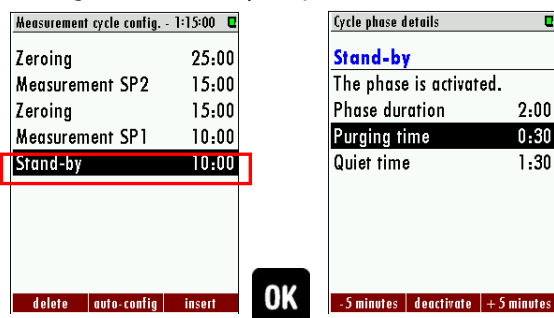 Measurement cycle config. - 1:15:00
Zeroing 25:00
Measurement SP2 15:00
Zeroing 15:00
Measurement SP1 10:00
Stand-by 10:00
delete auto-config insert
OK
Cycle phase details
Stand-by
The phase is activated.
Phase duration 2:00
Purging time 0:30
Quiet time 1:30
-5 minutes deactivate +5 minutes